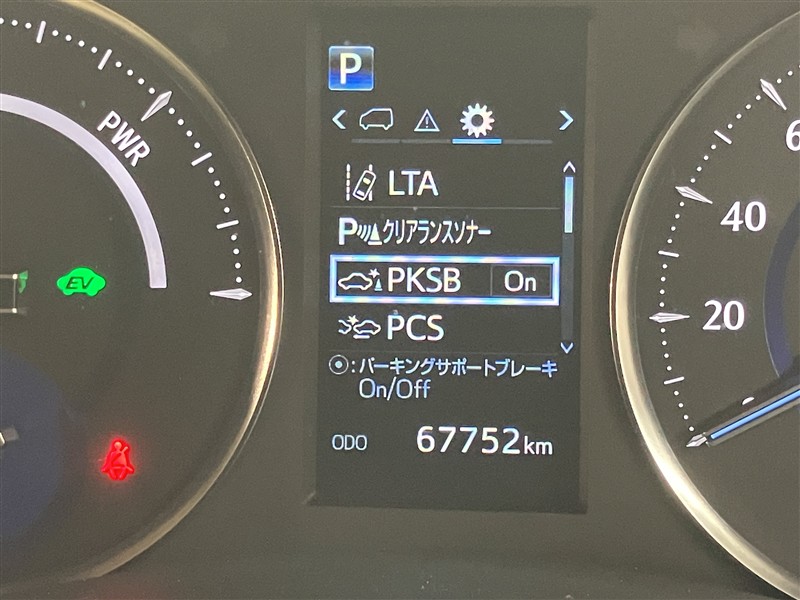 PWR
EV
P
LTA
P クリアランスソナー
PKSB On
PCS
:パーキングサポートブレーキ
On/Off
ODO 67752km
6
40
20